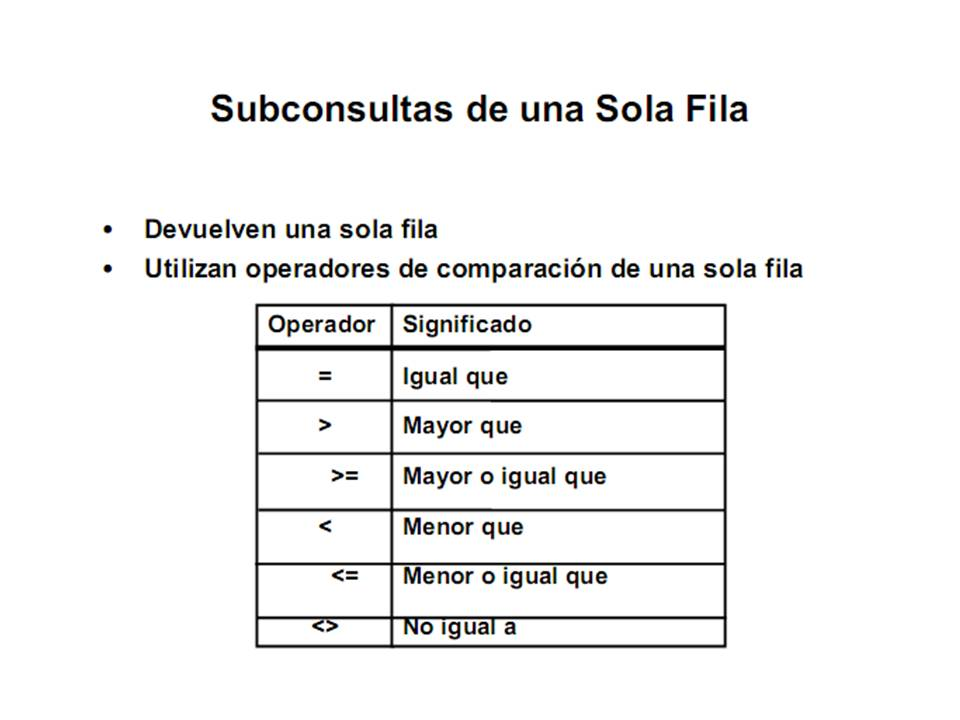 Subconsultas de una Sola Fila
• Devuelven una sola fila
• Utilizan operadores de comparación de una sola fila
Operador Significado
= Igual que
> Mayor que
>= Mayor o igual que
< Menor que
<= Menor o igual que
<> No igual a